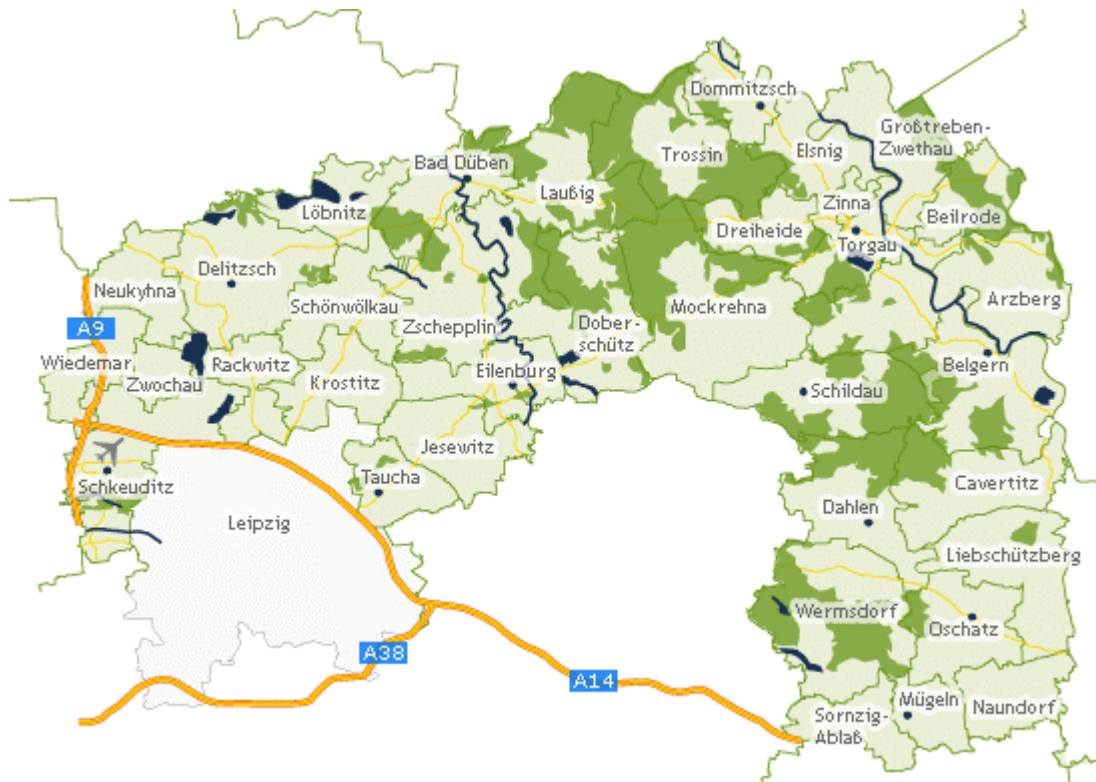 Dommitzsch
Großtreben-
Zwethau
Elsnig
Trossin
Bad Düben
Laußig
Zinna
Löbnitz
Beilrode
Dreiheide
Torgau
Delitzsch
Neukyhna
Schönwölkau
Mockrehna
Arzberg
A9
Zschepplin
Dober-
schütz
Wiedemar
Rackwitz
Belgern
Zwochau
Krostitz
Eilenburg
Schildau
Jesewitz
Taucha
Schkeuditz
Cavertitz
Dahlen
Leipzig
Liebschützberg
Wermsdorf
Oschatz
A38
A14
Mügeln
Naundorf
Sornzig-
Ablaß